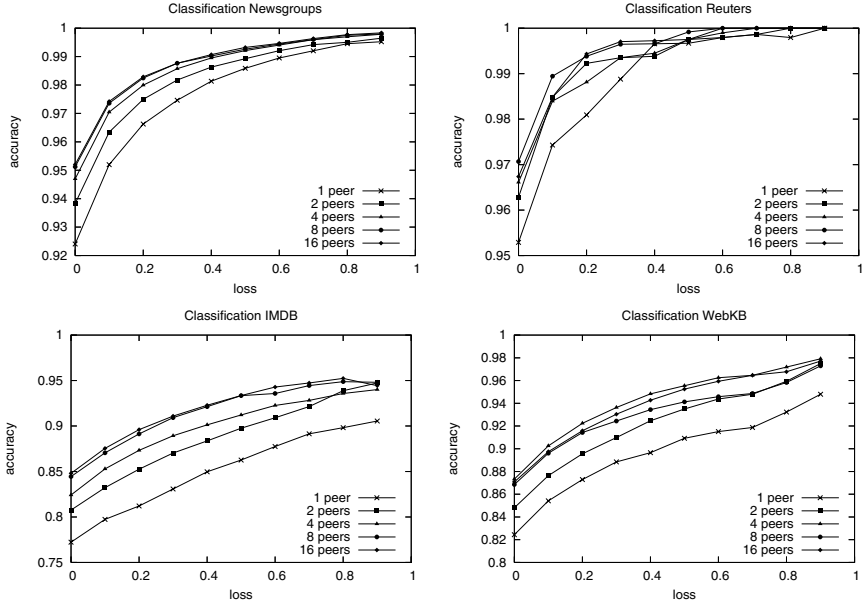 Classification Newsgroups
1
0.99
0.98
0.97
0.96
0.95
0.94
0.93
0.92
accuracy
1 peer
2 peers
4 peers
8 peers
16 peers
0 0.2 0.4 0.6 0.8 1
loss
Classification Reuters
1
0.99
0.98
0.97
0.96
0.95
accuracy
1 peer
2 peers
4 peers
8 peers
16 peers
0 0.2 0.4 0.6 0.8 1
loss
Classification IMDB
1
0.95
0.9
0.85
0.8
0.75
accuracy
1 peer
2 peers
4 peers
8 peers
16 peers
0 0.2 0.4 0.6 0.8 1
loss
Classification WebKB
1
0.98
0.96
0.94
0.92
0.9
0.88
0.86
0.84
0.82
0.8
accuracy
1 peer
2 peers
4 peers
8 peers
16 peers
0 0.2 0.4 0.6 0.8 1
loss